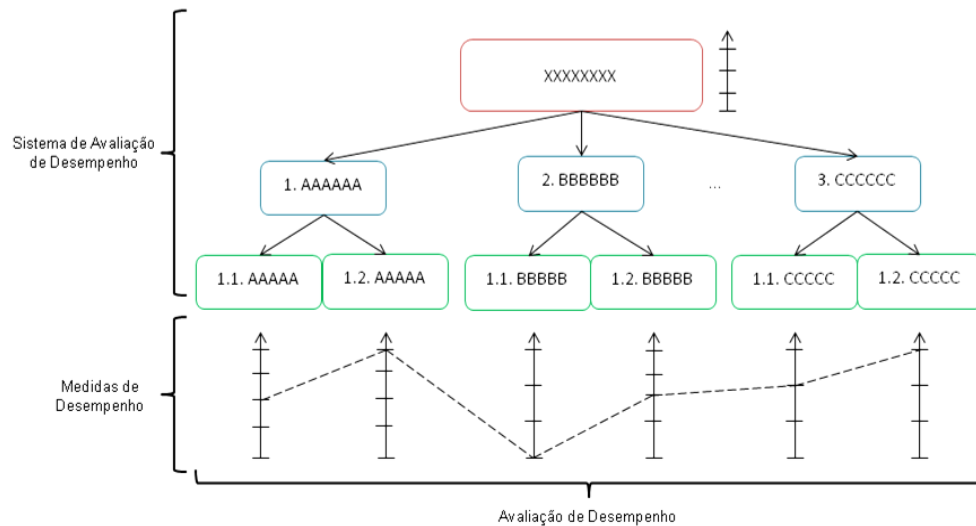 XXXXXXXX
Sistema de Avaliação
de Desempenho
1. AAAAAA
2. BBBBBB
...
3. CCCCCC
1.1. AAAAA
1.2. AAAAA
1.1. BBBBB
1.2. BBBBB
1.1. CCCCC
1.2. CCCCC
Medidas de
Desempenho
Avaliação de Desempenho